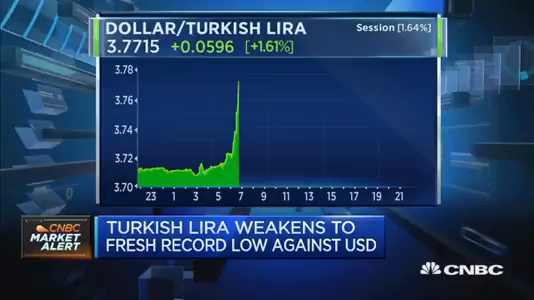 DOLLAR/TURKISH LIRA
Session [1.64%]
3.7715 +0.0596 [+1.61%]
3.78
3.76
3.74
3.72
3.70
23 1 3 5 7 9 11 13 15 17 19 21
CNBC
MARKET
ALERT
TURKISH LIRA WEAKENS TO
FRESH RECORD LOW AGAINST USD
CNBC